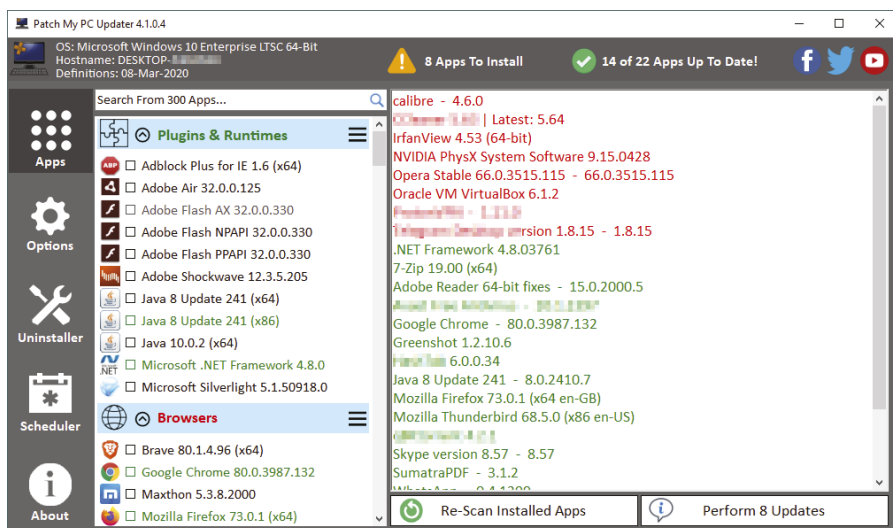 Patch My PC Updater 4.1.0.4
OS: Microsoft Windows 10 Enterprise LTSC 64-Bit
Hostname: DESKTOP-
Definitions: 08-Mar-2020
8 Apps To Install
14 of 22 Apps Up To Date!
Apps
Options
Uninstaller
Scheduler
About
Search From 300 Apps...
Plugins & Runtimes
ABP Adblock Plus for IE 1.6 (x64)
Adobe Air 32.0.0.125
Adobe Flash AX 32.0.0.330
Adobe Flash NPAPI 32.0.0.330
Adobe Flash PPAPI 32.0.0.330
Adobe Shockwave 12.3.5.205
Java 8 Update 241 (x64)
Java 8 Update 241 (x86)
Java 10.0.2 (x64)
.NET Microsoft .NET Framework 4.8.0
Microsoft Silverlight 5.1.50918.0
Browsers
Brave 80.1.4.96 (x64)
Google Chrome 80.0.3987.132
Maxthon 5.3.8.2000
Mozilla Firefox 73.0.1 (x64)
calibre - 4.6.0
| Latest: 5.64
IrfanView 4.53 (64-bit)
NVIDIA PhysX System Software 9.15.0428
Opera Stable 66.0.3515.115 - 66.0.3515.115
Oracle VM VirtualBox 6.1.2
version 1.8.15 - 1.8.15
.NET Framework 4.8.03761
7-Zip 19.00 (x64)
Adobe Reader 64-bit fixes - 15.0.2000.5
Google Chrome - 80.0.3987.132
Greenshot 1.2.10.6
6.0.0.34
Java 8 Update 241 - 8.0.2410.7
Mozilla Firefox 73.0.1 (x64 en-GB)
Mozilla Thunderbird 68.5.0 (x86 en-US)
Skype version 8.57 - 8.57
SumatraPDF - 3.1.2
Re-Scan Installed Apps
Perform 8 Updates